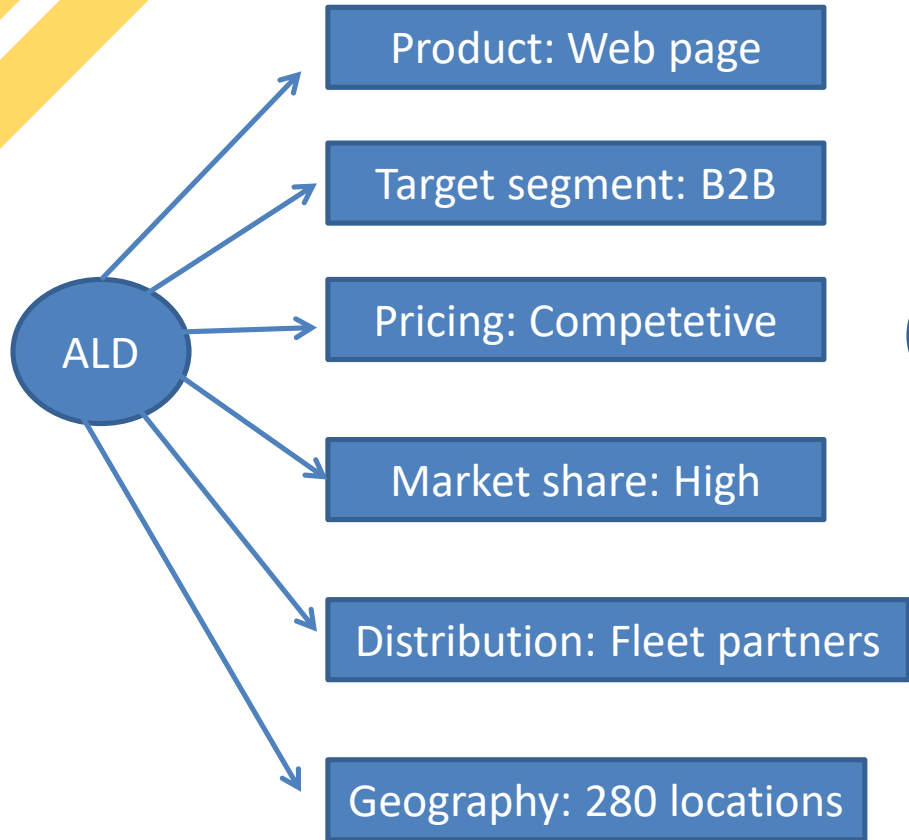 Product: Web page
Target segment: B2B
Pricing: Competetive
ALD
Market share: High
Distribution: Fleet partners
Geography: 280 locations